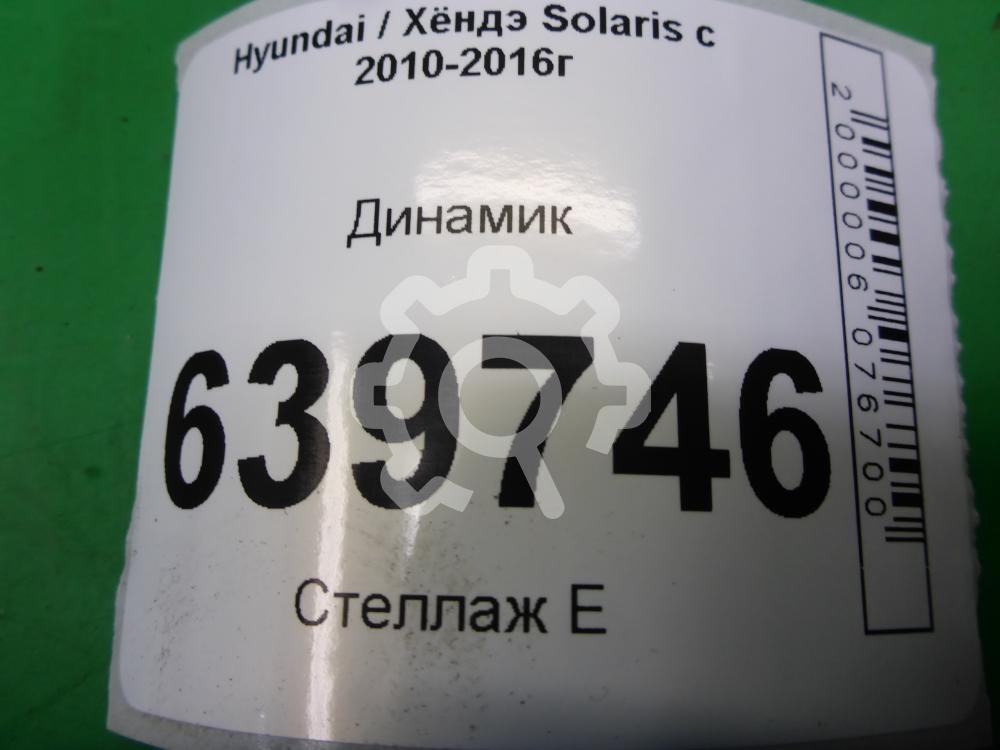 Hyundai / Хёндэ Solaris с
2010-2016г
Динамик
639746
Стеллаж Е
2000006076700